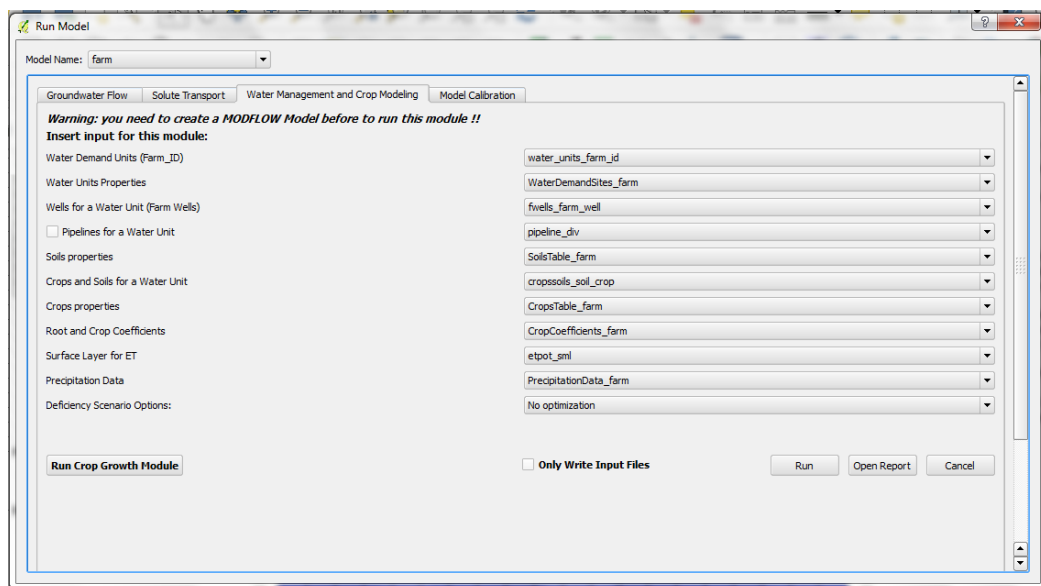 Run Model
Model Name: farm
Groundwater Flow Solute Transport Water Management and Crop Modeling Model Calibration
Warning: you need to create a MODFLOW Model before to run this module !!
Insert input for this module:
Water Demand Units (Farm_ID) water_units_farm_id
Water Units Properties WaterDemandSites_farm
Wells for a Water Unit (Farm Wells) fwells_farm_well
Pipelines for a Water Unit pipeline_div
Soils properties SoilsTable_farm
Crops and Soils for a Water Unit cropssoils_soil_crop
Crops properties CropsTable_farm
Root and Crop Coefficients CropCoefficients_farm
Surface Layer for ET etpot_sml
Precipitation Data PrecipitationData_farm
Deficiency Scenario Options: No optimization
Run Crop Growth Module Only Write Input Files Run Open Report Cancel